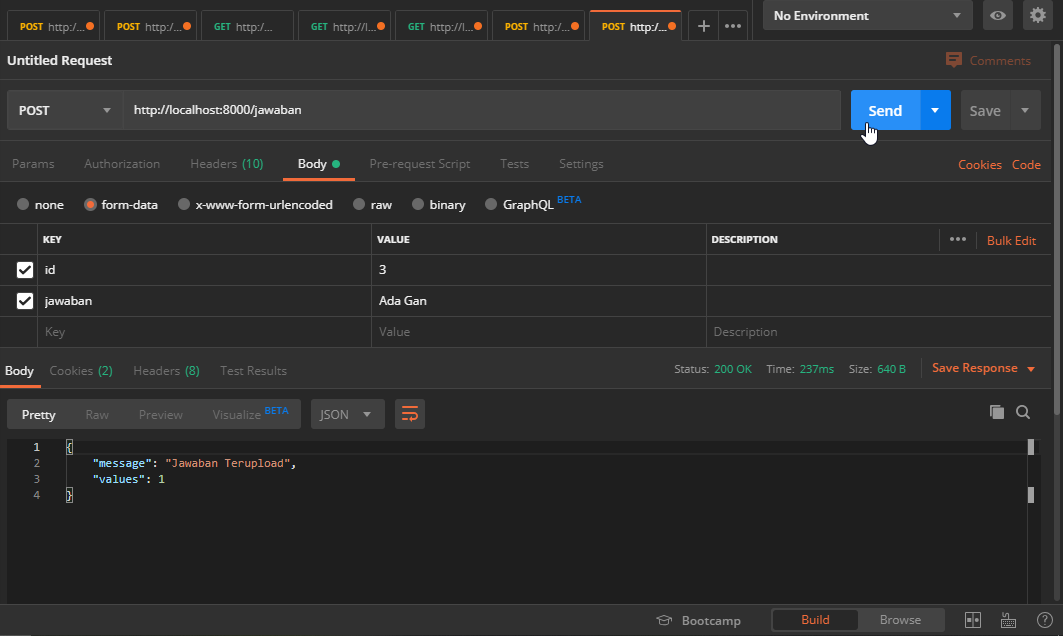 POST http:/... POST http:/... GET http:/... GET http://l... GET http://l... POST http:/... POST http:/... + ••• No Environment
Untitled Request Comments
POST http://localhost:8000/jawaban Send Save
Params Authorization Headers (10) Body Pre-request Script Tests Settings Cookies Code
none form-data x-www-form-urlencoded raw binary GraphQL BETA
KEY VALUE DESCRIPTION ••• Bulk Edit
id 3
jawaban Ada Gan
Key Value Description
Body Cookies (2) Headers (8) Test Results Status: 200 OK Time: 237ms Size: 640 B Save Response
Pretty Raw Preview Visualize BETA JSON
1 {
2 "message": "Jawaban Terupload",
3 "values": 1
4 }
Bootcamp Build Browse ?